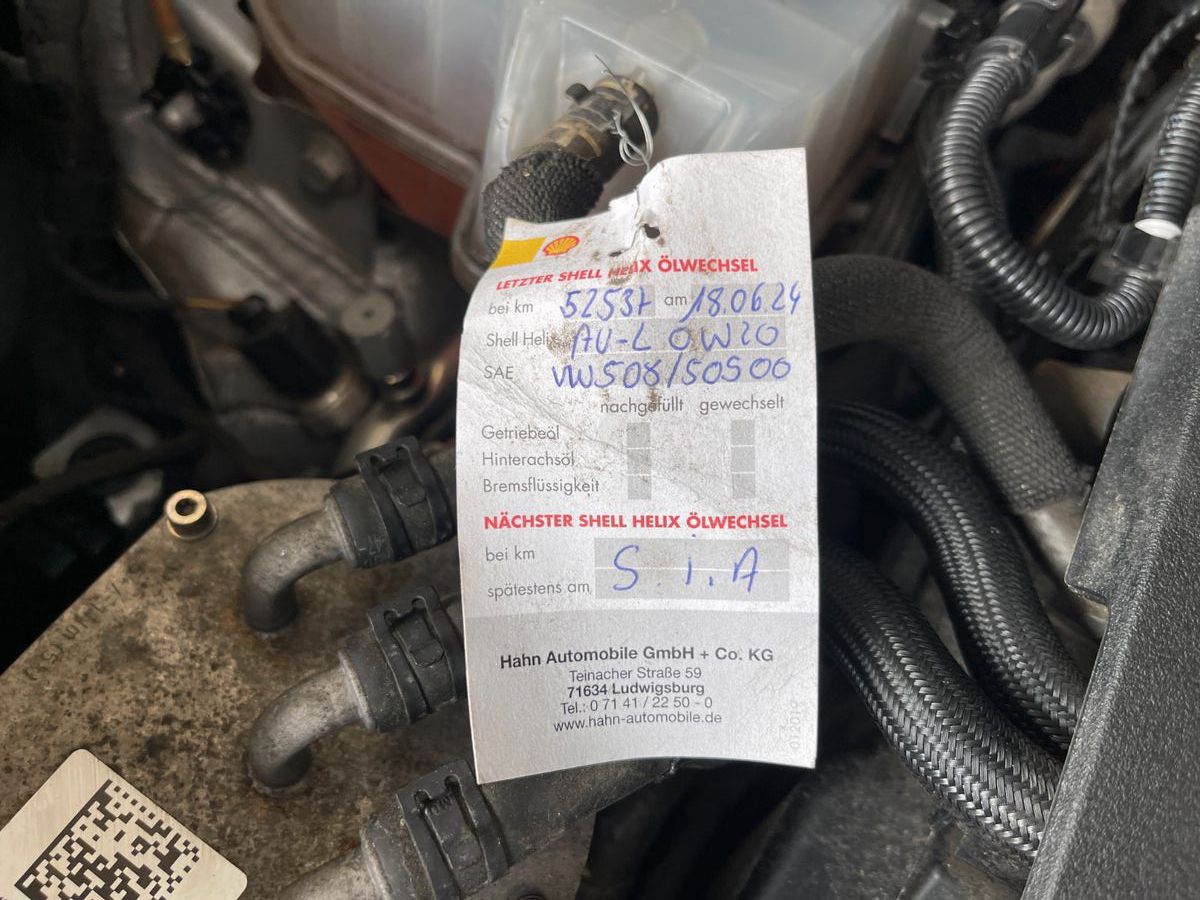 LETZTER SHELL HELIX ÖLWECHSEL
bei km 52537 am 18.06.24
Shell Helix AV-L 0W20
SAE VW508/50900
nachgefüllt gewechselt
Getriebeöl
Hinterachsöl
Bremsflüssigkeit
NÄCHSTER SHELL HELIX ÖLWECHSEL
bei km
spätestens am S.i.A
Hahn Automobile GmbH + Co. KG
Teinacher Straße 59
71634 Ludwigsburg
Tel.: 0 71 41 / 22 50 - 0
www.hahn-automobile.de